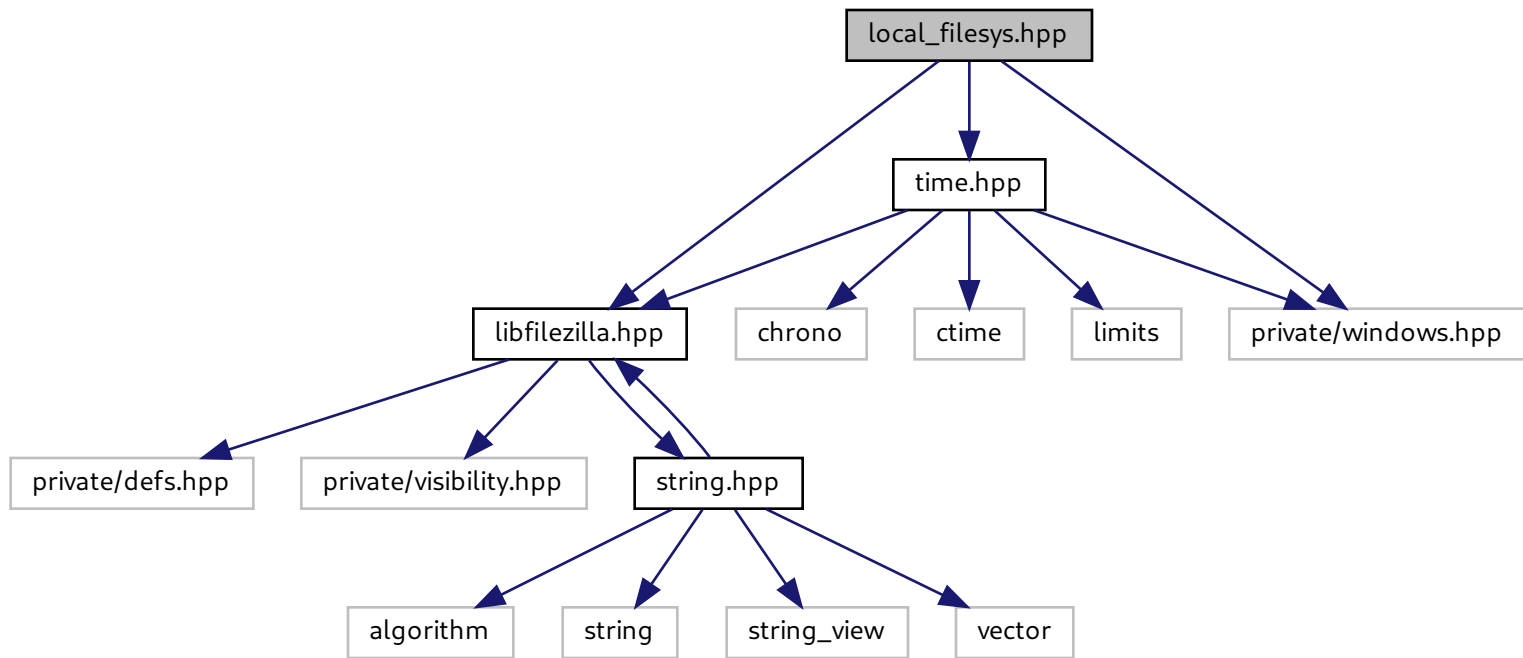 local_filesys.hpp
time.hpp
libfilezilla.hpp
chrono
ctime
limits
private/windows.hpp
private/defs.hpp
private/visibility.hpp
string.hpp
algorithm
string
string_view
vector